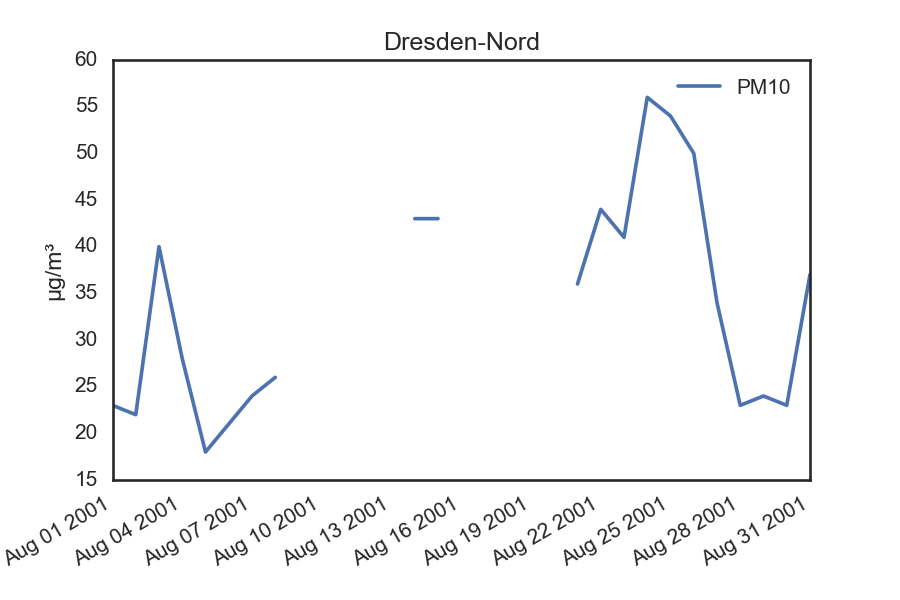 Dresden-Nord
PM10
µg/m³
60
55
50
45
40
35
30
25
20
15
Aug 01 2001
Aug 04 2001
Aug 07 2001
Aug 10 2001
Aug 13 2001
Aug 16 2001
Aug 19 2001
Aug 22 2001
Aug 25 2001
Aug 28 2001
Aug 31 2001